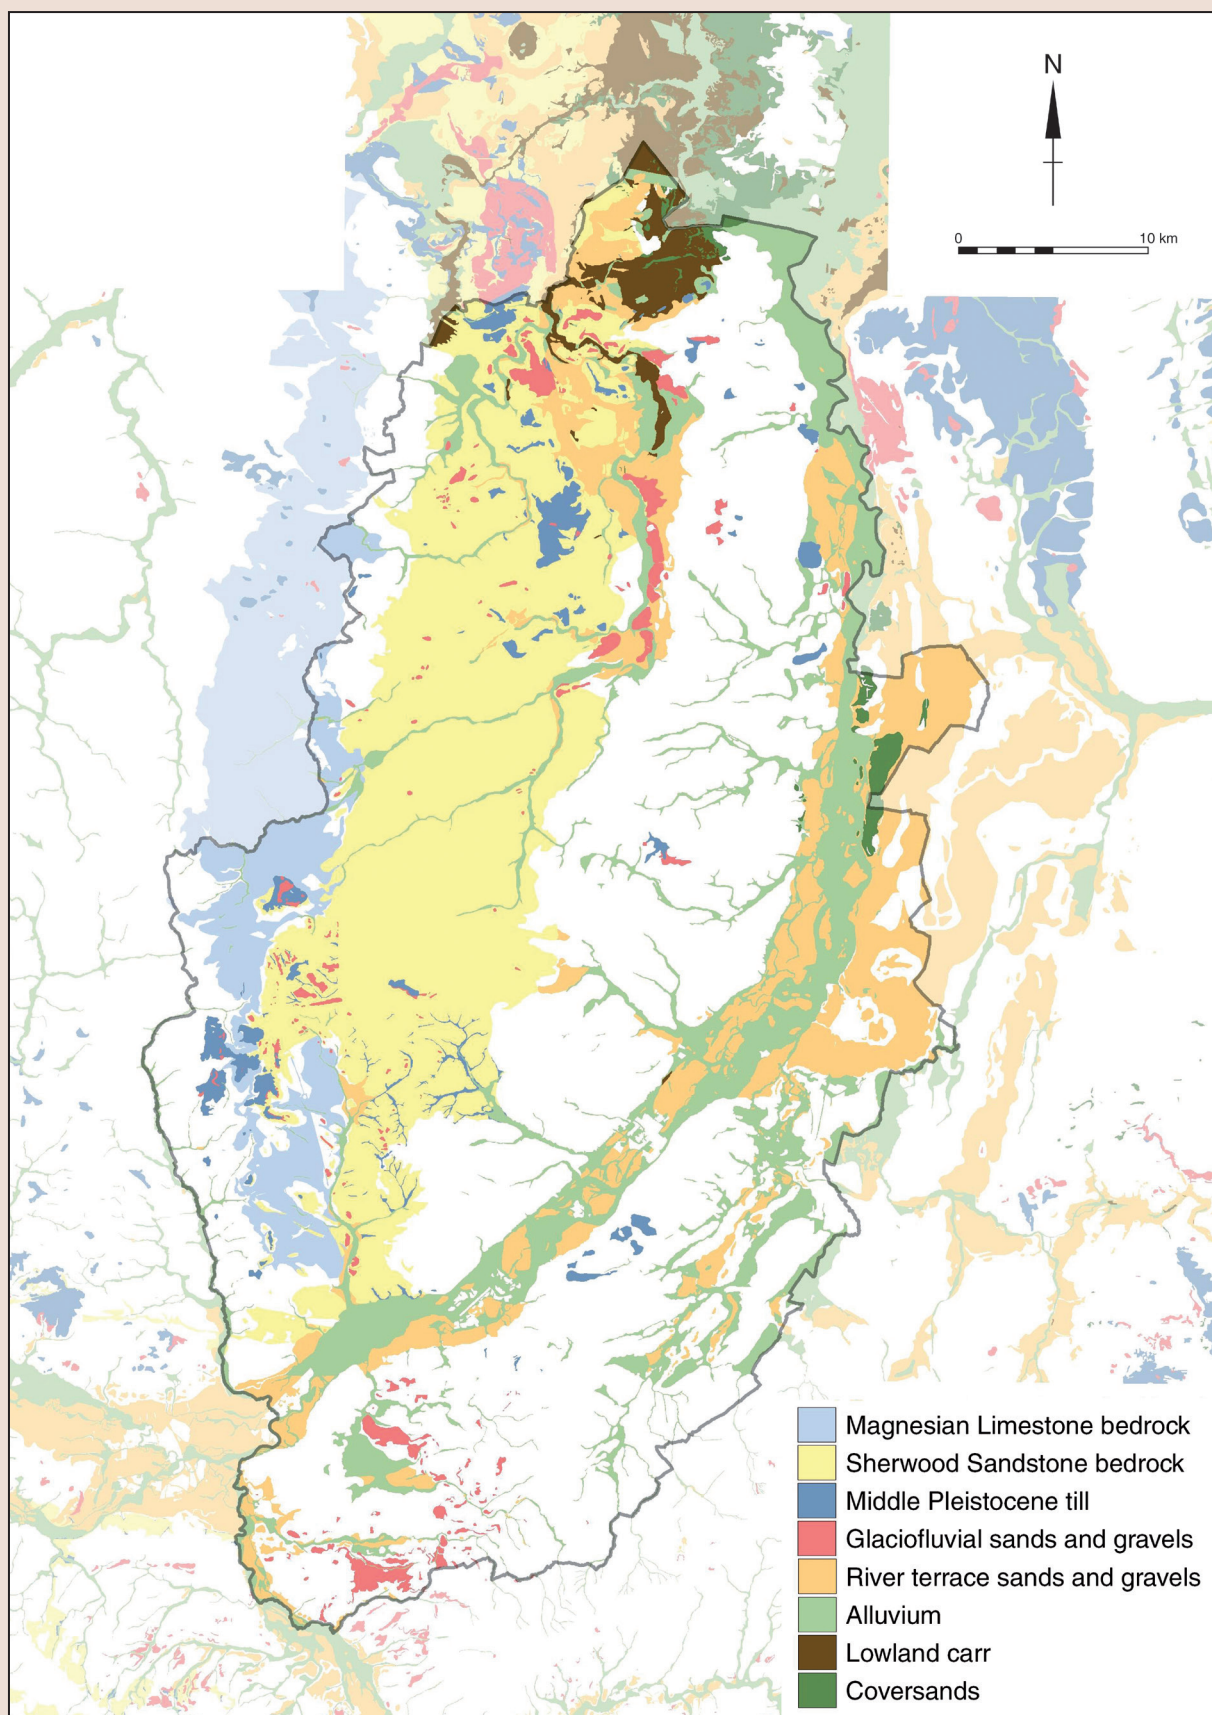 N
0 10 km
Magnesian Limestone bedrock
Sherwood Sandstone bedrock
Middle Pleistocene till
Glaciofluvial sands and gravels
River terrace sands and gravels
Alluvium
Lowland carr
Coversands